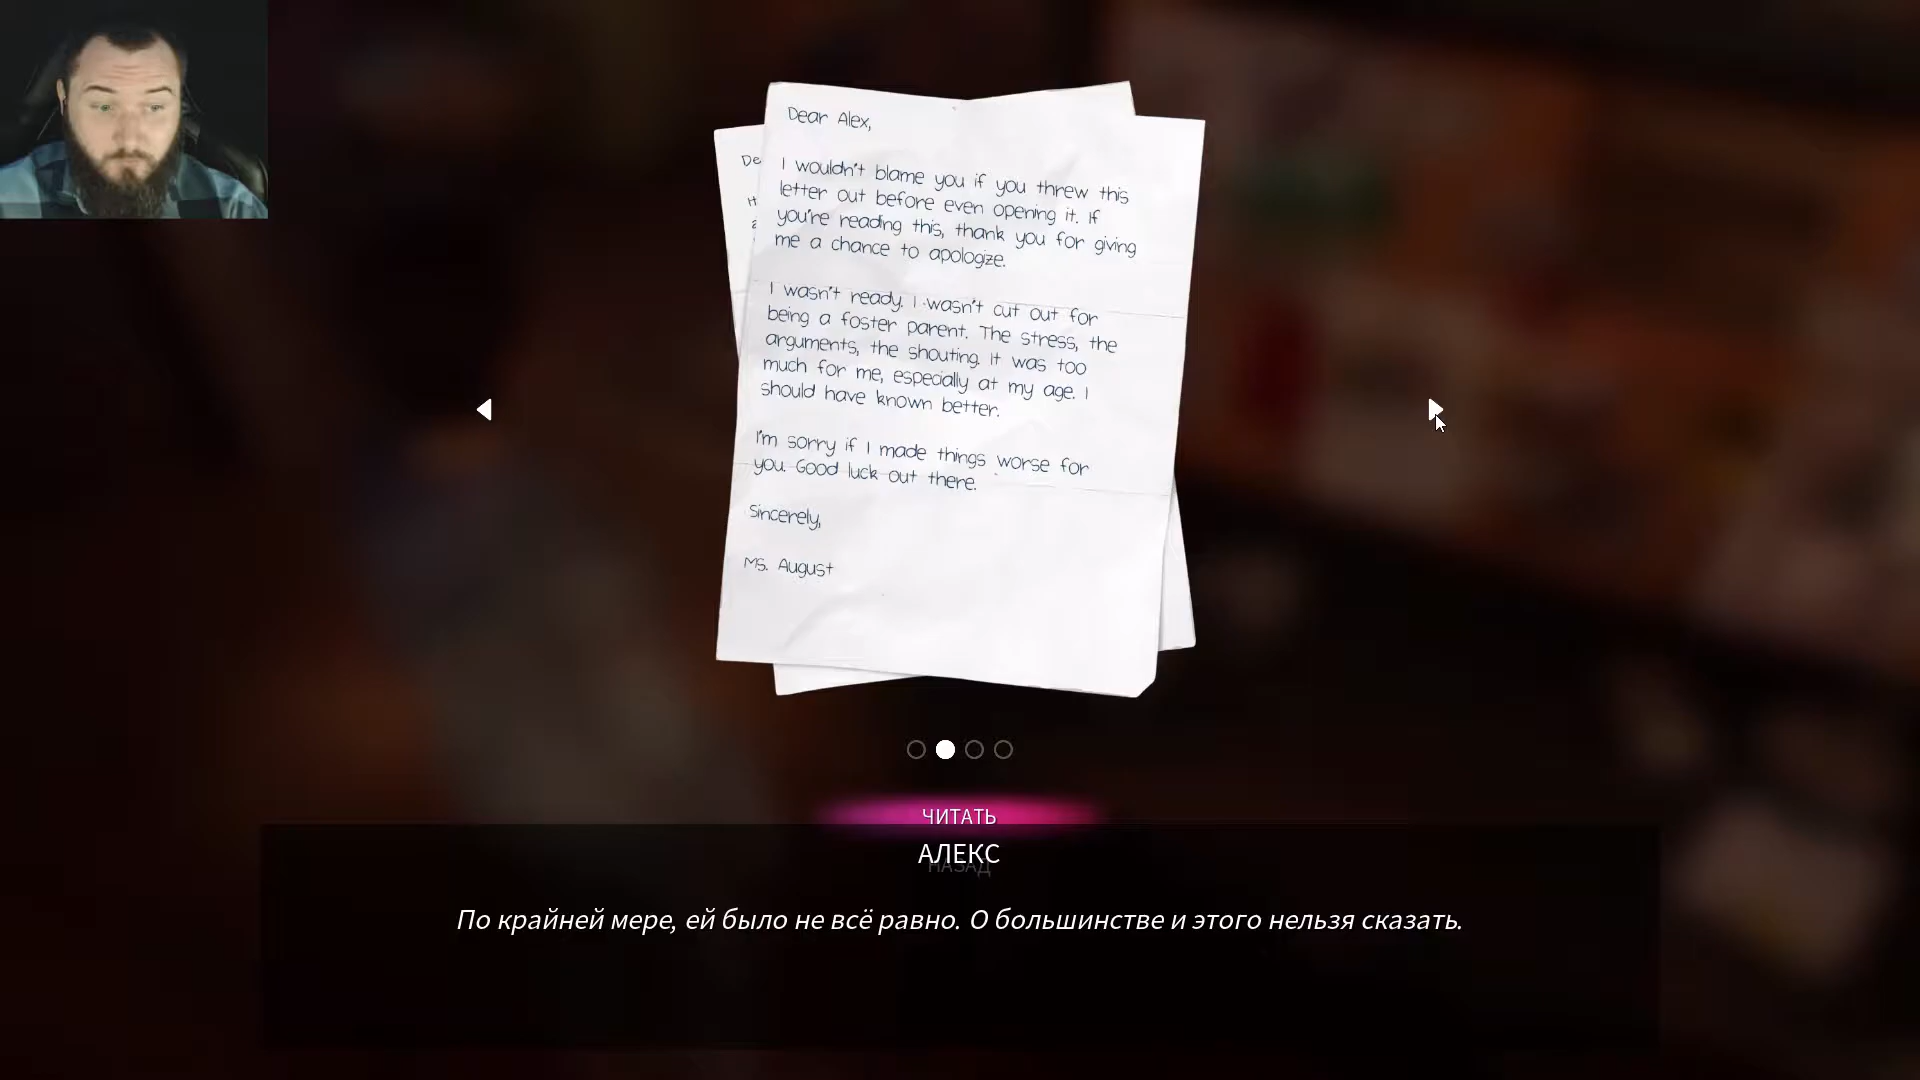 Dear Alex,
I wouldn't blame you if you threw this
letter out before even opening it. If
you're reading this, thank you for giving
me a chance to apologize.
I wasn't ready. I wasn't cut out for
being a foster parent. The stress, the
arguments, the shouting. It was too
much for me, especially at my age. I
should have known better.
I'm sorry if I made things worse for
you. Good luck out there.
Sincerely,
Ms. August
De
ЧИТАТЬ
АЛЕКС
НАЗАД
По крайней мере, ей было не всё равно. О большинстве и этого нельзя сказать.